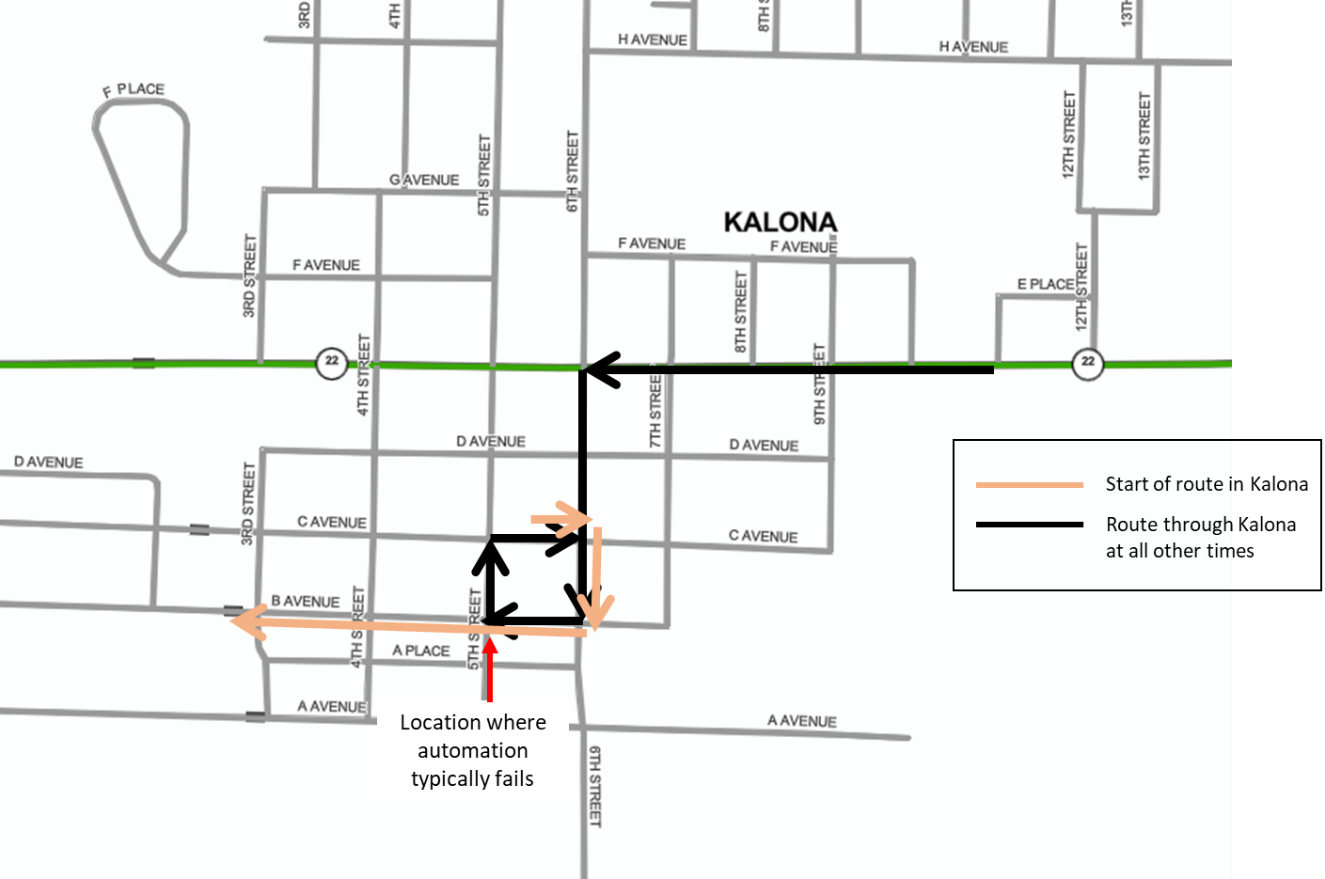 3RD
4TH
8TH S
13TH
H AVENUE
H AVENUE
F PLACE
12TH STREET
13TH STREET
5TH STREET
6TH STREET
G AVENUE
KALONA
F AVENUE
F AVENUE
3RD STREET
F AVENUE
8TH STREET
12TH STREET
E PLACE
22
22
4TH STREET
7TH STREET
9TH STREET
D AVENUE
D AVENUE
D AVENUE
3RD STREET
Start of route in Kalona
Route through Kalona
at all other times
C AVENUE
C AVENUE
B AVENUE
4TH STREET
5TH STREET
A PLACE
A AVENUE
A AVENUE
Location where
automation
typically fails
6TH STREET